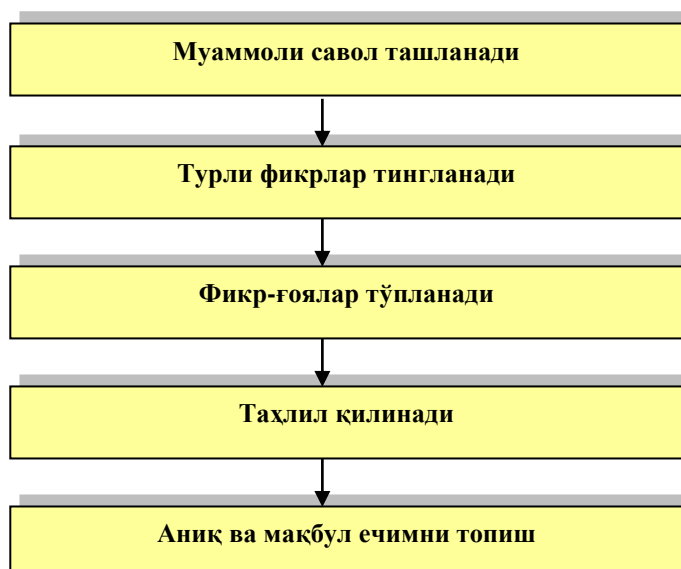 Муаммоли савол ташланади
Турли фикрлар тингланади
Фикр-ғоялар тўпланади
Таҳлил қилинади
Аниқ ва мақбул ечимни топиш